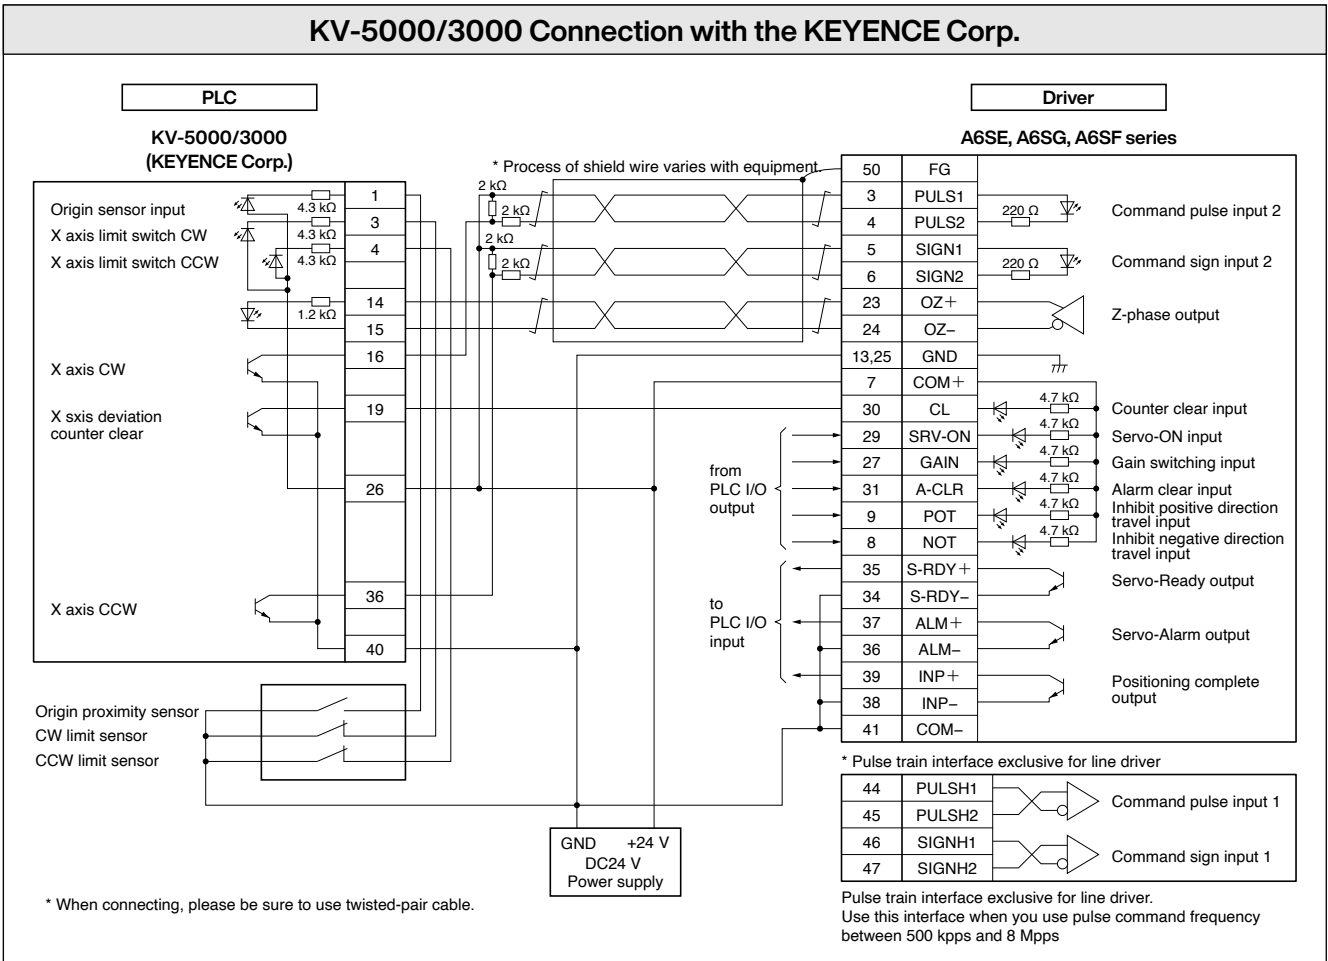 KV-5000/3000 Connection with the KEYENCE Corp.
PLC
KV-5000/3000
(KEYENCE Corp.)
Driver
A6SE, A6SG, A6SF series
* Process of shield wire varies with equipment.
Origin sensor input
X axis limit switch CW
X axis limit switch CCW
X axis CW
X sxis deviation
counter clear
X axis CCW
4.3 kΩ
4.3 kΩ
4.3 kΩ
1.2 kΩ
1
3
4
14
15
16
19
26
36
40
2 kΩ
2 kΩ
2 kΩ
2 kΩ
Origin proximity sensor
CW limit sensor
CCW limit sensor
GND +24 V
DC24 V
Power supply
* When connecting, please be sure to use twisted-pair cable.
from
PLC I/O
output
to
PLC I/O
input
50 FG
3 PULS1
4 PULS2
220 Ω
Command pulse input 2
5 SIGN1
6 SIGN2
220 Ω
Command sign input 2
23 OZ+
24 OZ−
Z-phase output
13,25 GND
7 COM+
30 CL 4.7 kΩ Counter clear input
29 SRV-ON 4.7 kΩ Servo-ON input
27 GAIN 4.7 kΩ Gain switching input
31 A-CLR 4.7 kΩ Alarm clear input
9 POT 4.7 kΩ Inhibit positive direction
travel input
8 NOT 4.7 kΩ Inhibit negative direction
travel input
35 S-RDY+
34 S-RDY−
Servo-Ready output
37 ALM+
36 ALM−
Servo-Alarm output
39 INP+
38 INP−
Positioning complete
output
41 COM−
* Pulse train interface exclusive for line driver
44 PULSH1
45 PULSH2
Command pulse input 1
46 SIGNH1
47 SIGNH2
Command sign input 1
Pulse train interface exclusive for line driver.
Use this interface when you use pulse command frequency
between 500 kpps and 8 Mpps